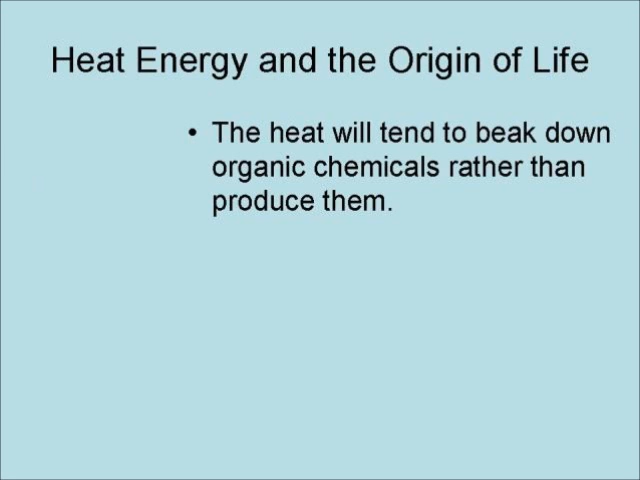 Heat Energy and the Origin of Life
• The heat will tend to beak down
organic chemicals rather than
produce them.